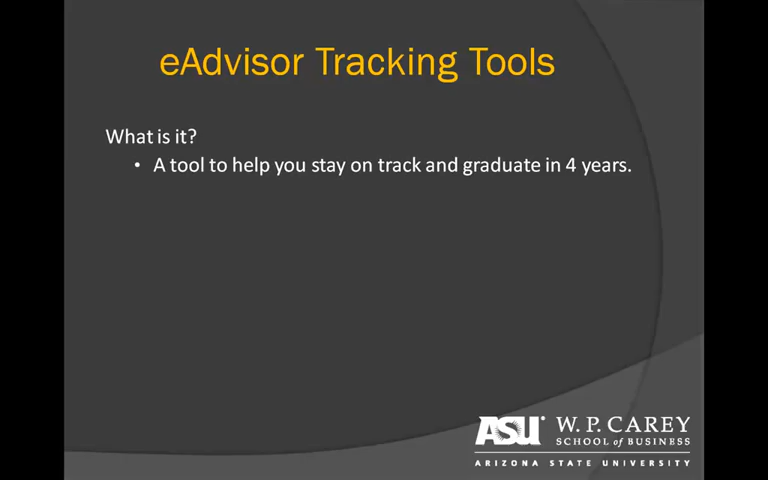 eAdvisor Tracking Tools
What is it?
• A tool to help you stay on track and graduate in 4 years.
ASU W. P. CAREY
SCHOOL of BUSINESS
ARIZONA STATE UNIVERSITY